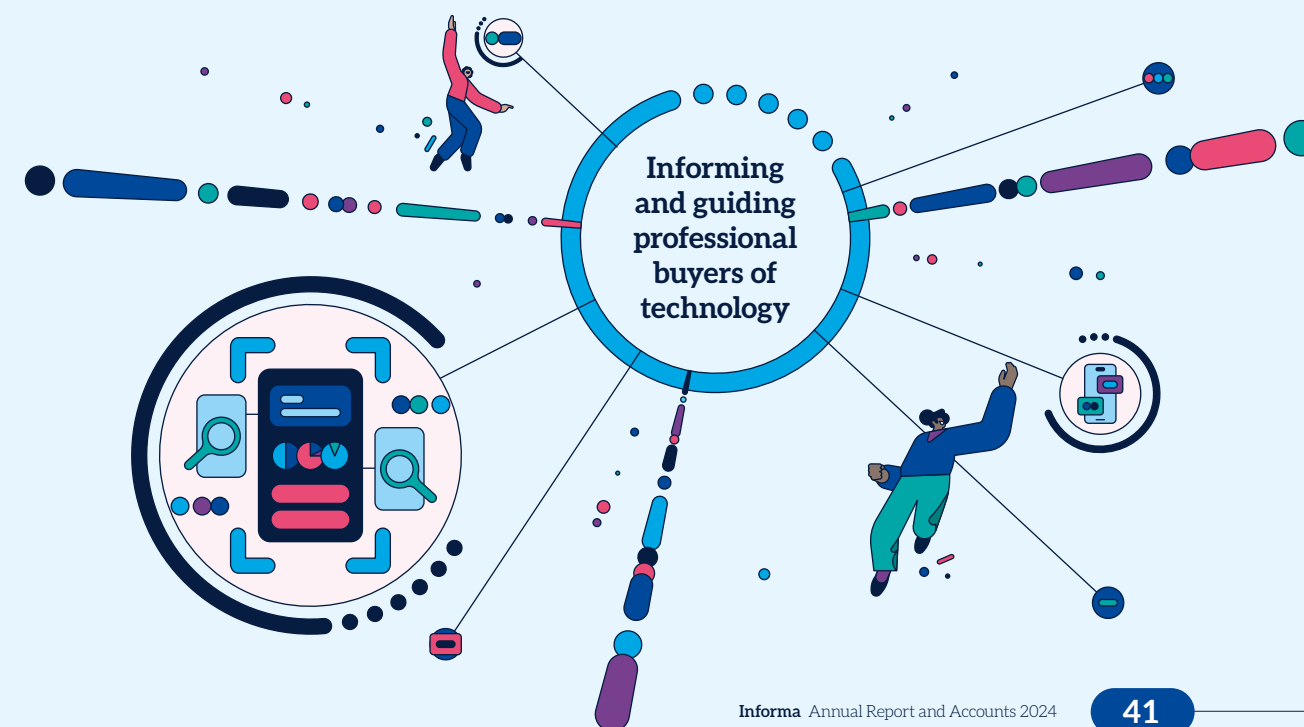 Informing
and guiding
professional
buyers of
technology
Informa Annual Report and Accounts 2024
41